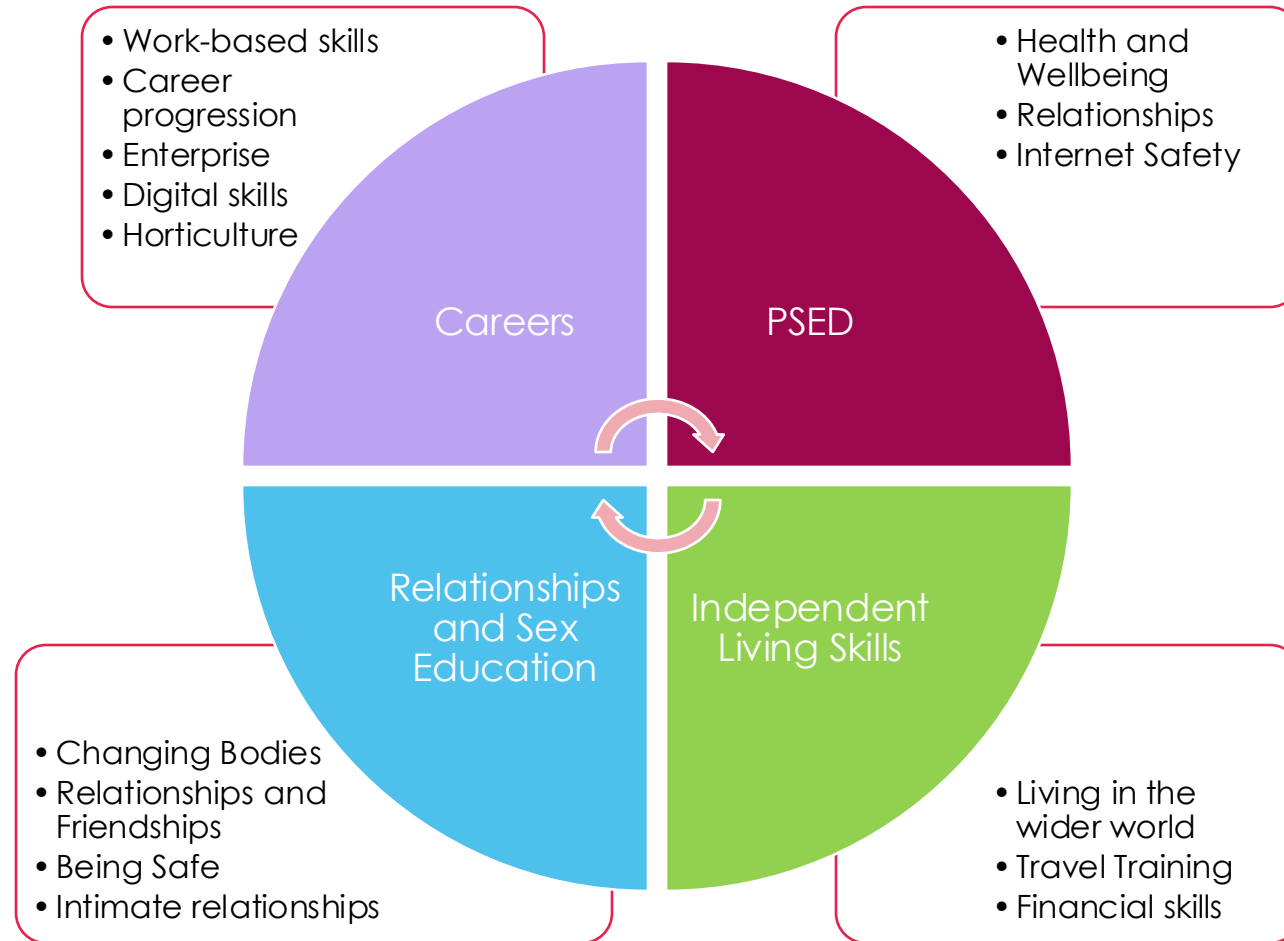 • Work-based skills
• Career
progression
• Enterprise
• Digital skills
• Horticulture
• Health and
Wellbeing
• Relationships
• Internet Safety
Careers
PSED
Relationships
and Sex
Education
Independent
Living Skills
• Changing Bodies
• Relationships and
Friendships
• Being Safe
• Intimate relationships
• Living in the
wider world
• Travel Training
• Financial skills